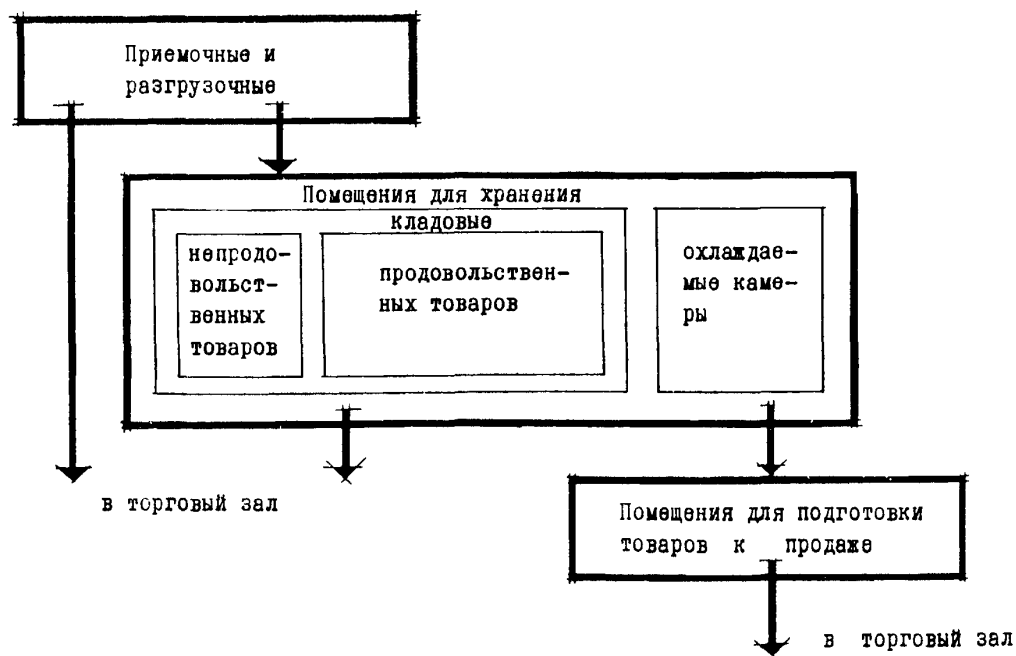 Приемочные и
разгрузочные
Помещения для хранения
кладовые
непродо-
вольст-
венных
товаров
продовольствен-
ных товаров
охлаждае-
мые каме-
ры
в торговый зал
Помещения для подготовки
товаров к продаже
в торговый зал